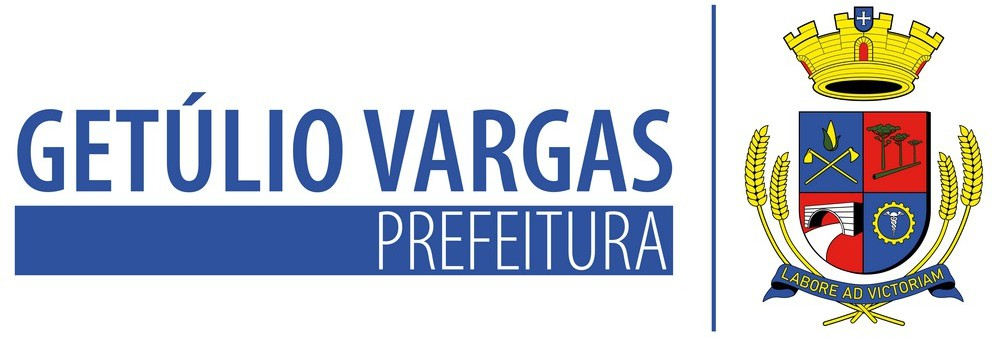 GETÚLIO VARGAS
PREFEITURA
LABORE AD VICTORIAM